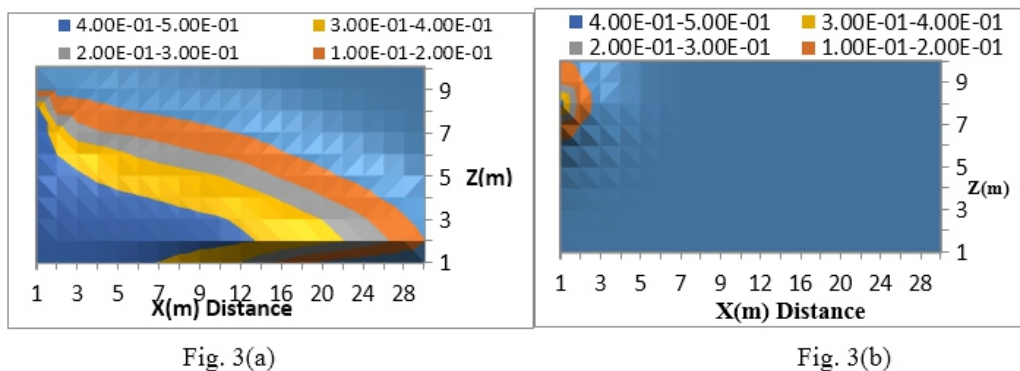 4.00E-01-5.00E-01 3.00E-01-4.00E-01
2.00E-01-3.00E-01 1.00E-01-2.00E-01
9
7
5
3
1
Z(m)
1 3 5 7 9 12 16 20 24 28
X(m) Distance
Fig. 3(a)
4.00E-01-5.00E-01 3.00E-01-4.00E-01
2.00E-01-3.00E-01 1.00E-01-2.00E-01
9
7
5
3
1
Z(m)
1 3 5 7 9 12 16 20 24 28
X(m) Distance
Fig. 3(b)